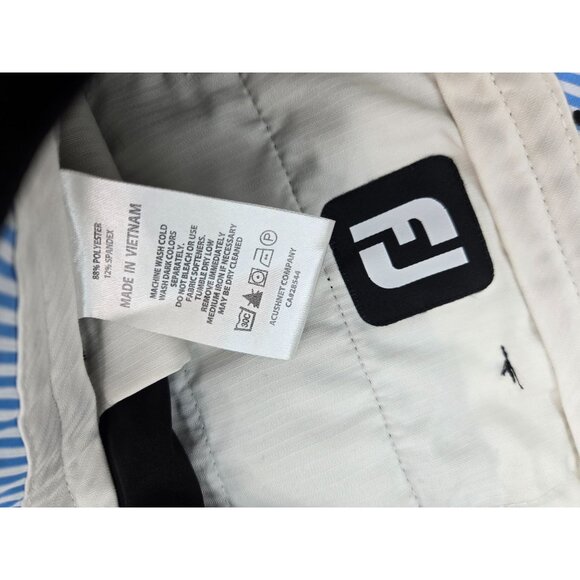 88% POLYESTER
12% SPANDEX
MADE IN VIETNAM
MACHINE WASH COLD
WASH DARK COLORS
SEPARATELY.
DO NOT BLEACH OR USE
FABRIC SOFTENERS.
TUMBLE DRY LOW
REMOVE IMMEDIATELY
MEDIUM IRON IF NECESSARY
MAY BE DRY CLEANED
30C
P
ACUSHNET COMPANY
CA#28544
FJ